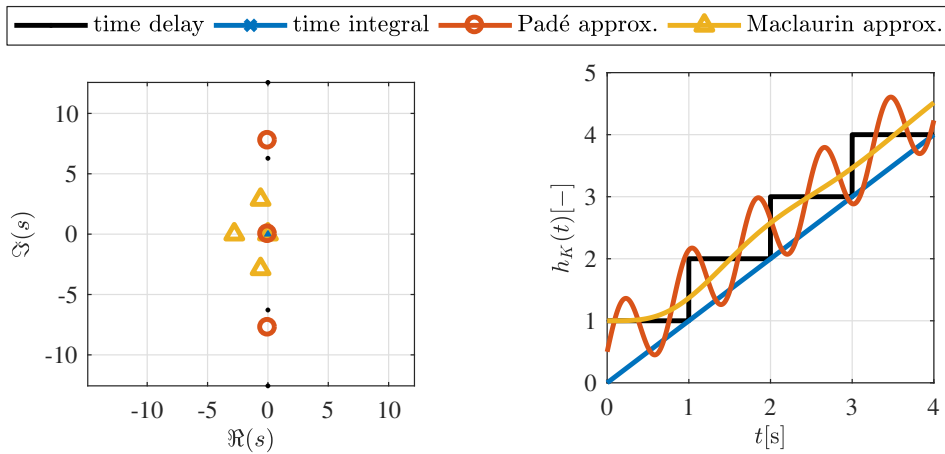 time delay time integral Padé approx. Maclaurin approx.
10
5
0
-5
-10
-10 -5 0 5 10
ℜ(s)
ℑ(s)
5
4
3
2
1
0
0 1 2 3 4
t[s]
h_K(t)[−]